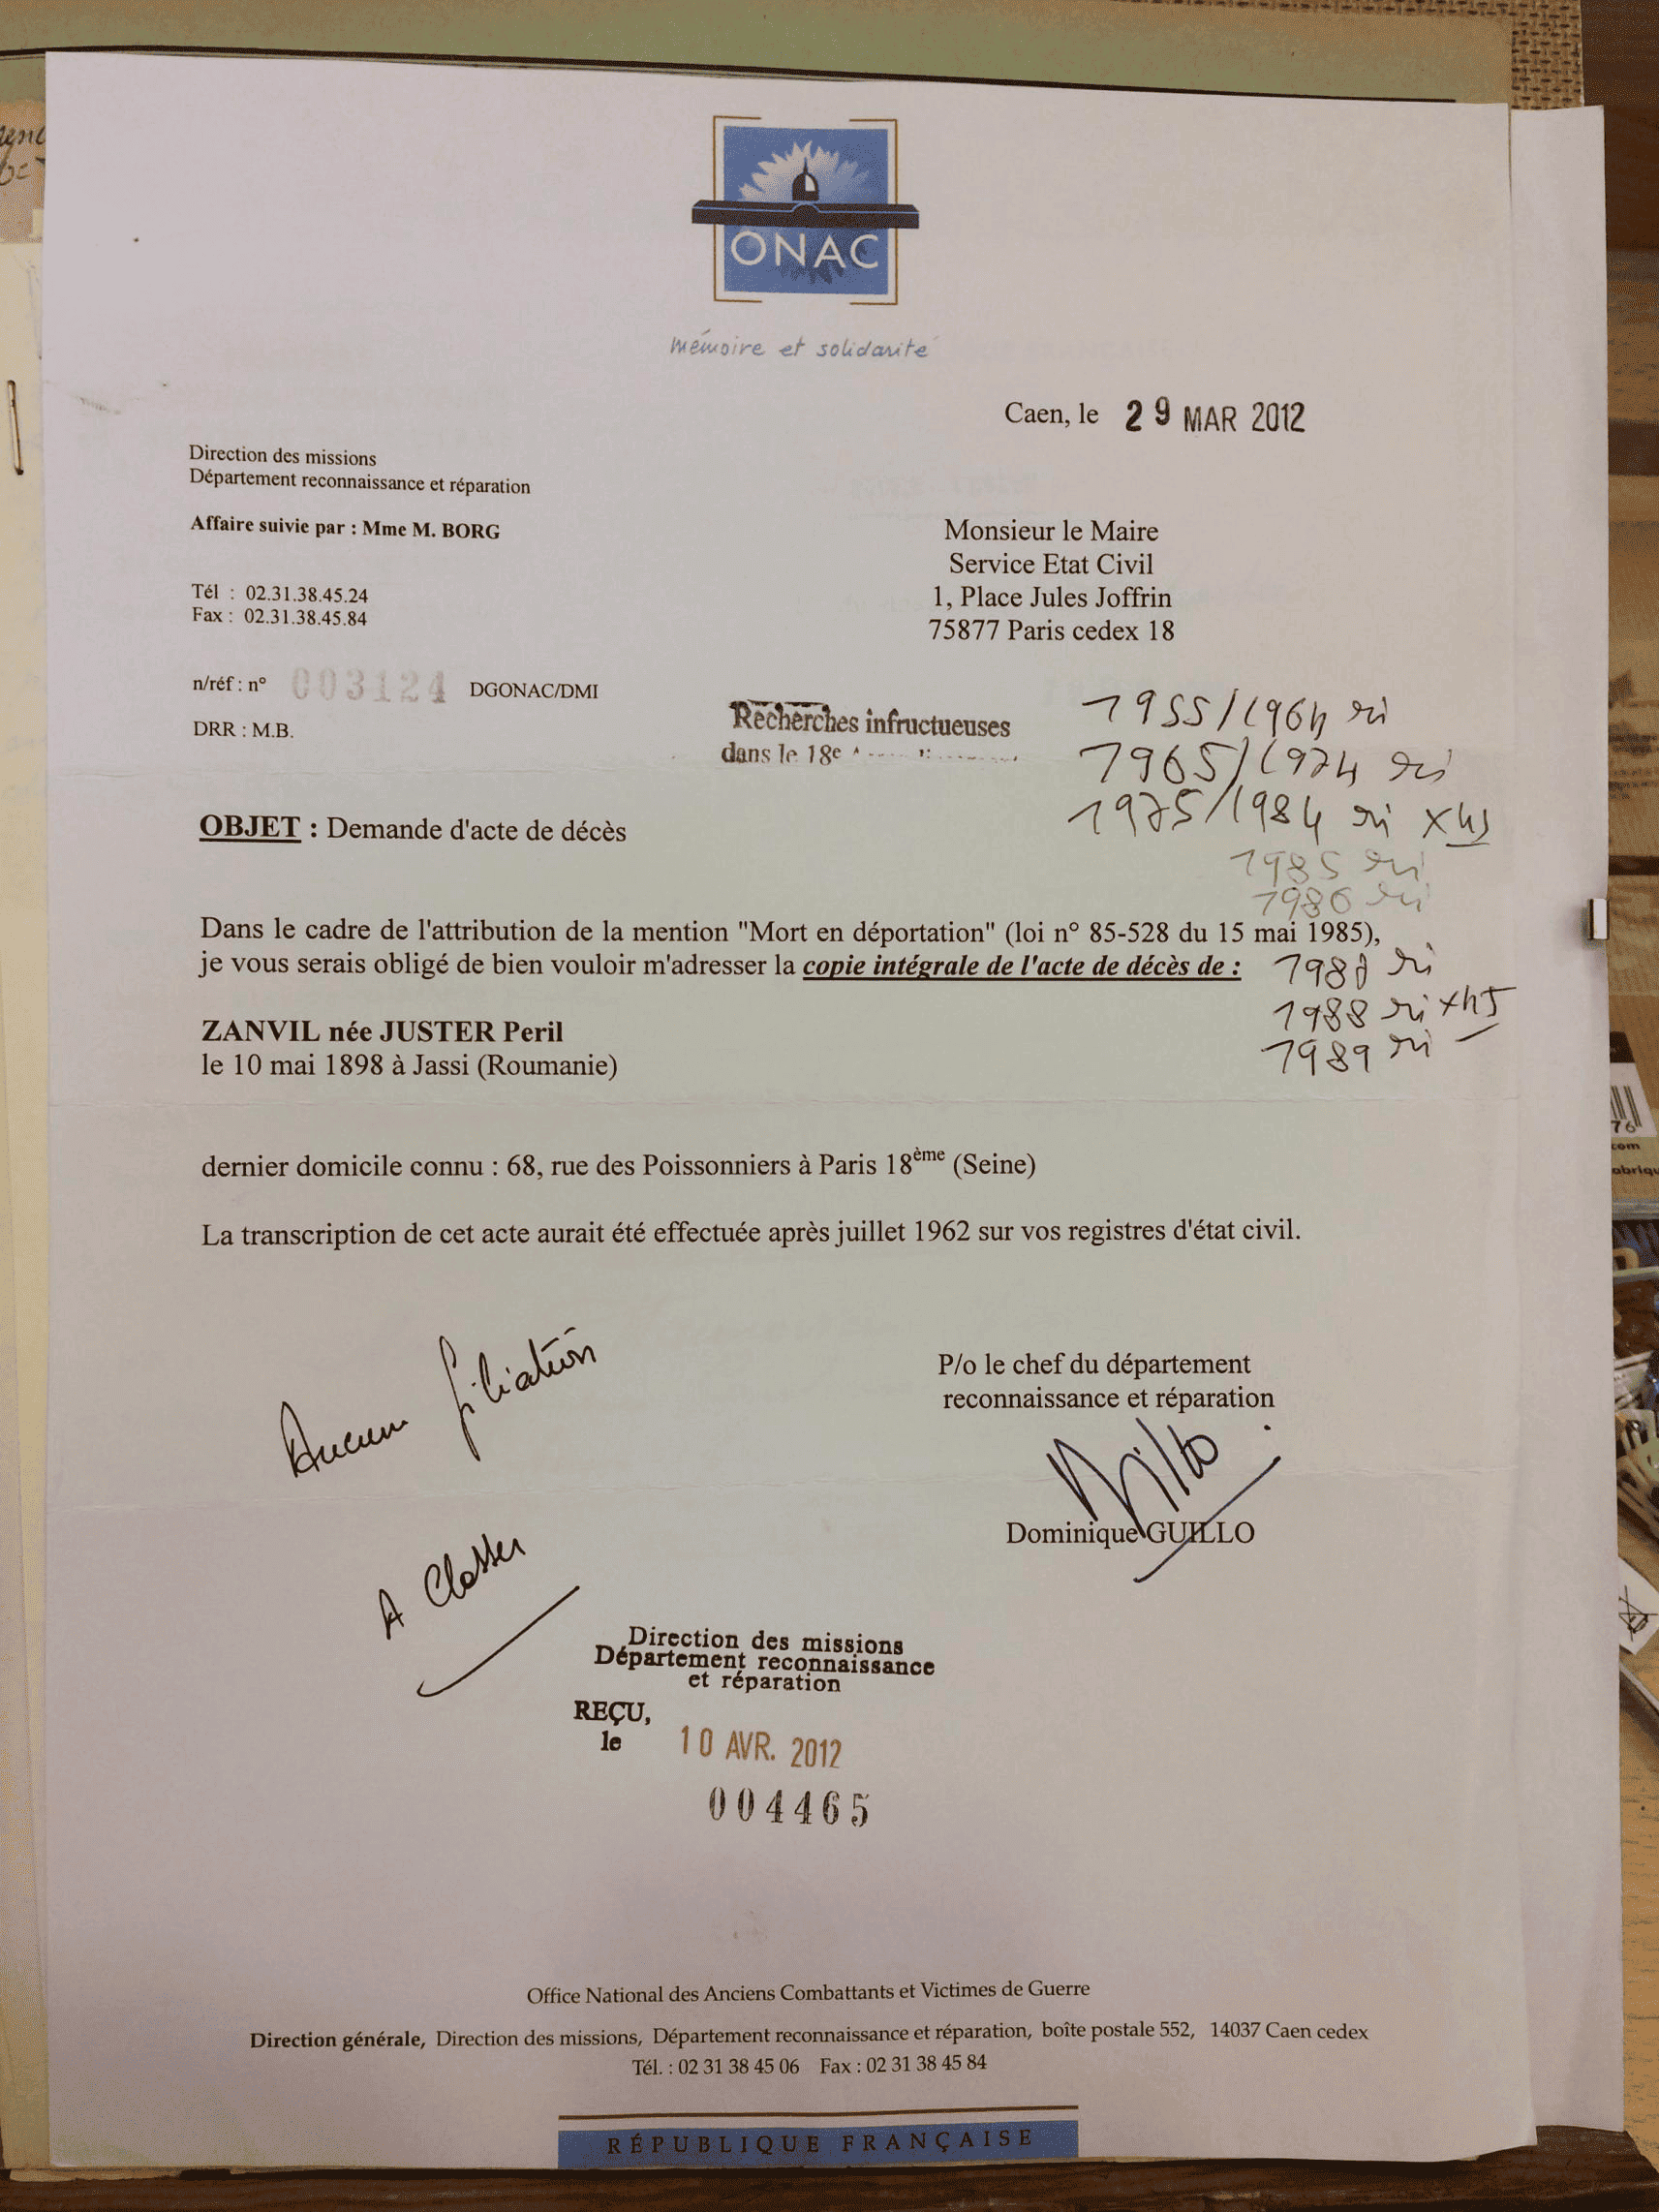 ONAC
mémoire et solidarité
Caen, le 29 MAR 2012
Direction des missions
Département reconnaissance et réparation
Affaire suivie par : Mme M. BORG
Tél : 02.31.38.45.24
Fax : 02.31.38.45.84
Monsieur le Maire
Service Etat Civil
1, Place Jules Joffrin
75877 Paris cedex 18
n/réf : n° 003124 DGONAC/DMI
DRR : M.B.
Recherches infructueuses
dans le 18e
1955/1964 ri
1965/1974 ri
1975/1984 ri
1985 ri
1986 ri
OBJET : Demande d'acte de décès
Dans le cadre de l'attribution de la mention "Mort en déportation" (loi n° 85-528 du 15 mai 1985),
je vous serais obligé de bien vouloir m'adresser la copie intégrale de l'acte de décès de :
ri
1988 ri
1989 ri
ZANVIL née JUSTER Peril
le 10 mai 1898 à Jassi (Roumanie)
dernier domicile connu : 68, rue des Poissonniers à Paris 18ème (Seine)
La transcription de cet acte aurait été effectuée après juillet 1962 sur vos registres d'état civil.
Aucune filiation
A Classer
P/o le chef du département
reconnaissance et réparation
Dominique GUILLO
Direction des missions
Département reconnaissance
et réparation
REÇU,
le 10 AVR. 2012
004465
Office National des Anciens Combattants et Victimes de Guerre
Direction générale, Direction des missions, Département reconnaissance et réparation, boîte postale 552, 14037 Caen cedex
Tél. : 02 31 38 45 06 Fax : 02 31 38 45 84
RÉPUBLIQUE FRANÇAISE
76
com